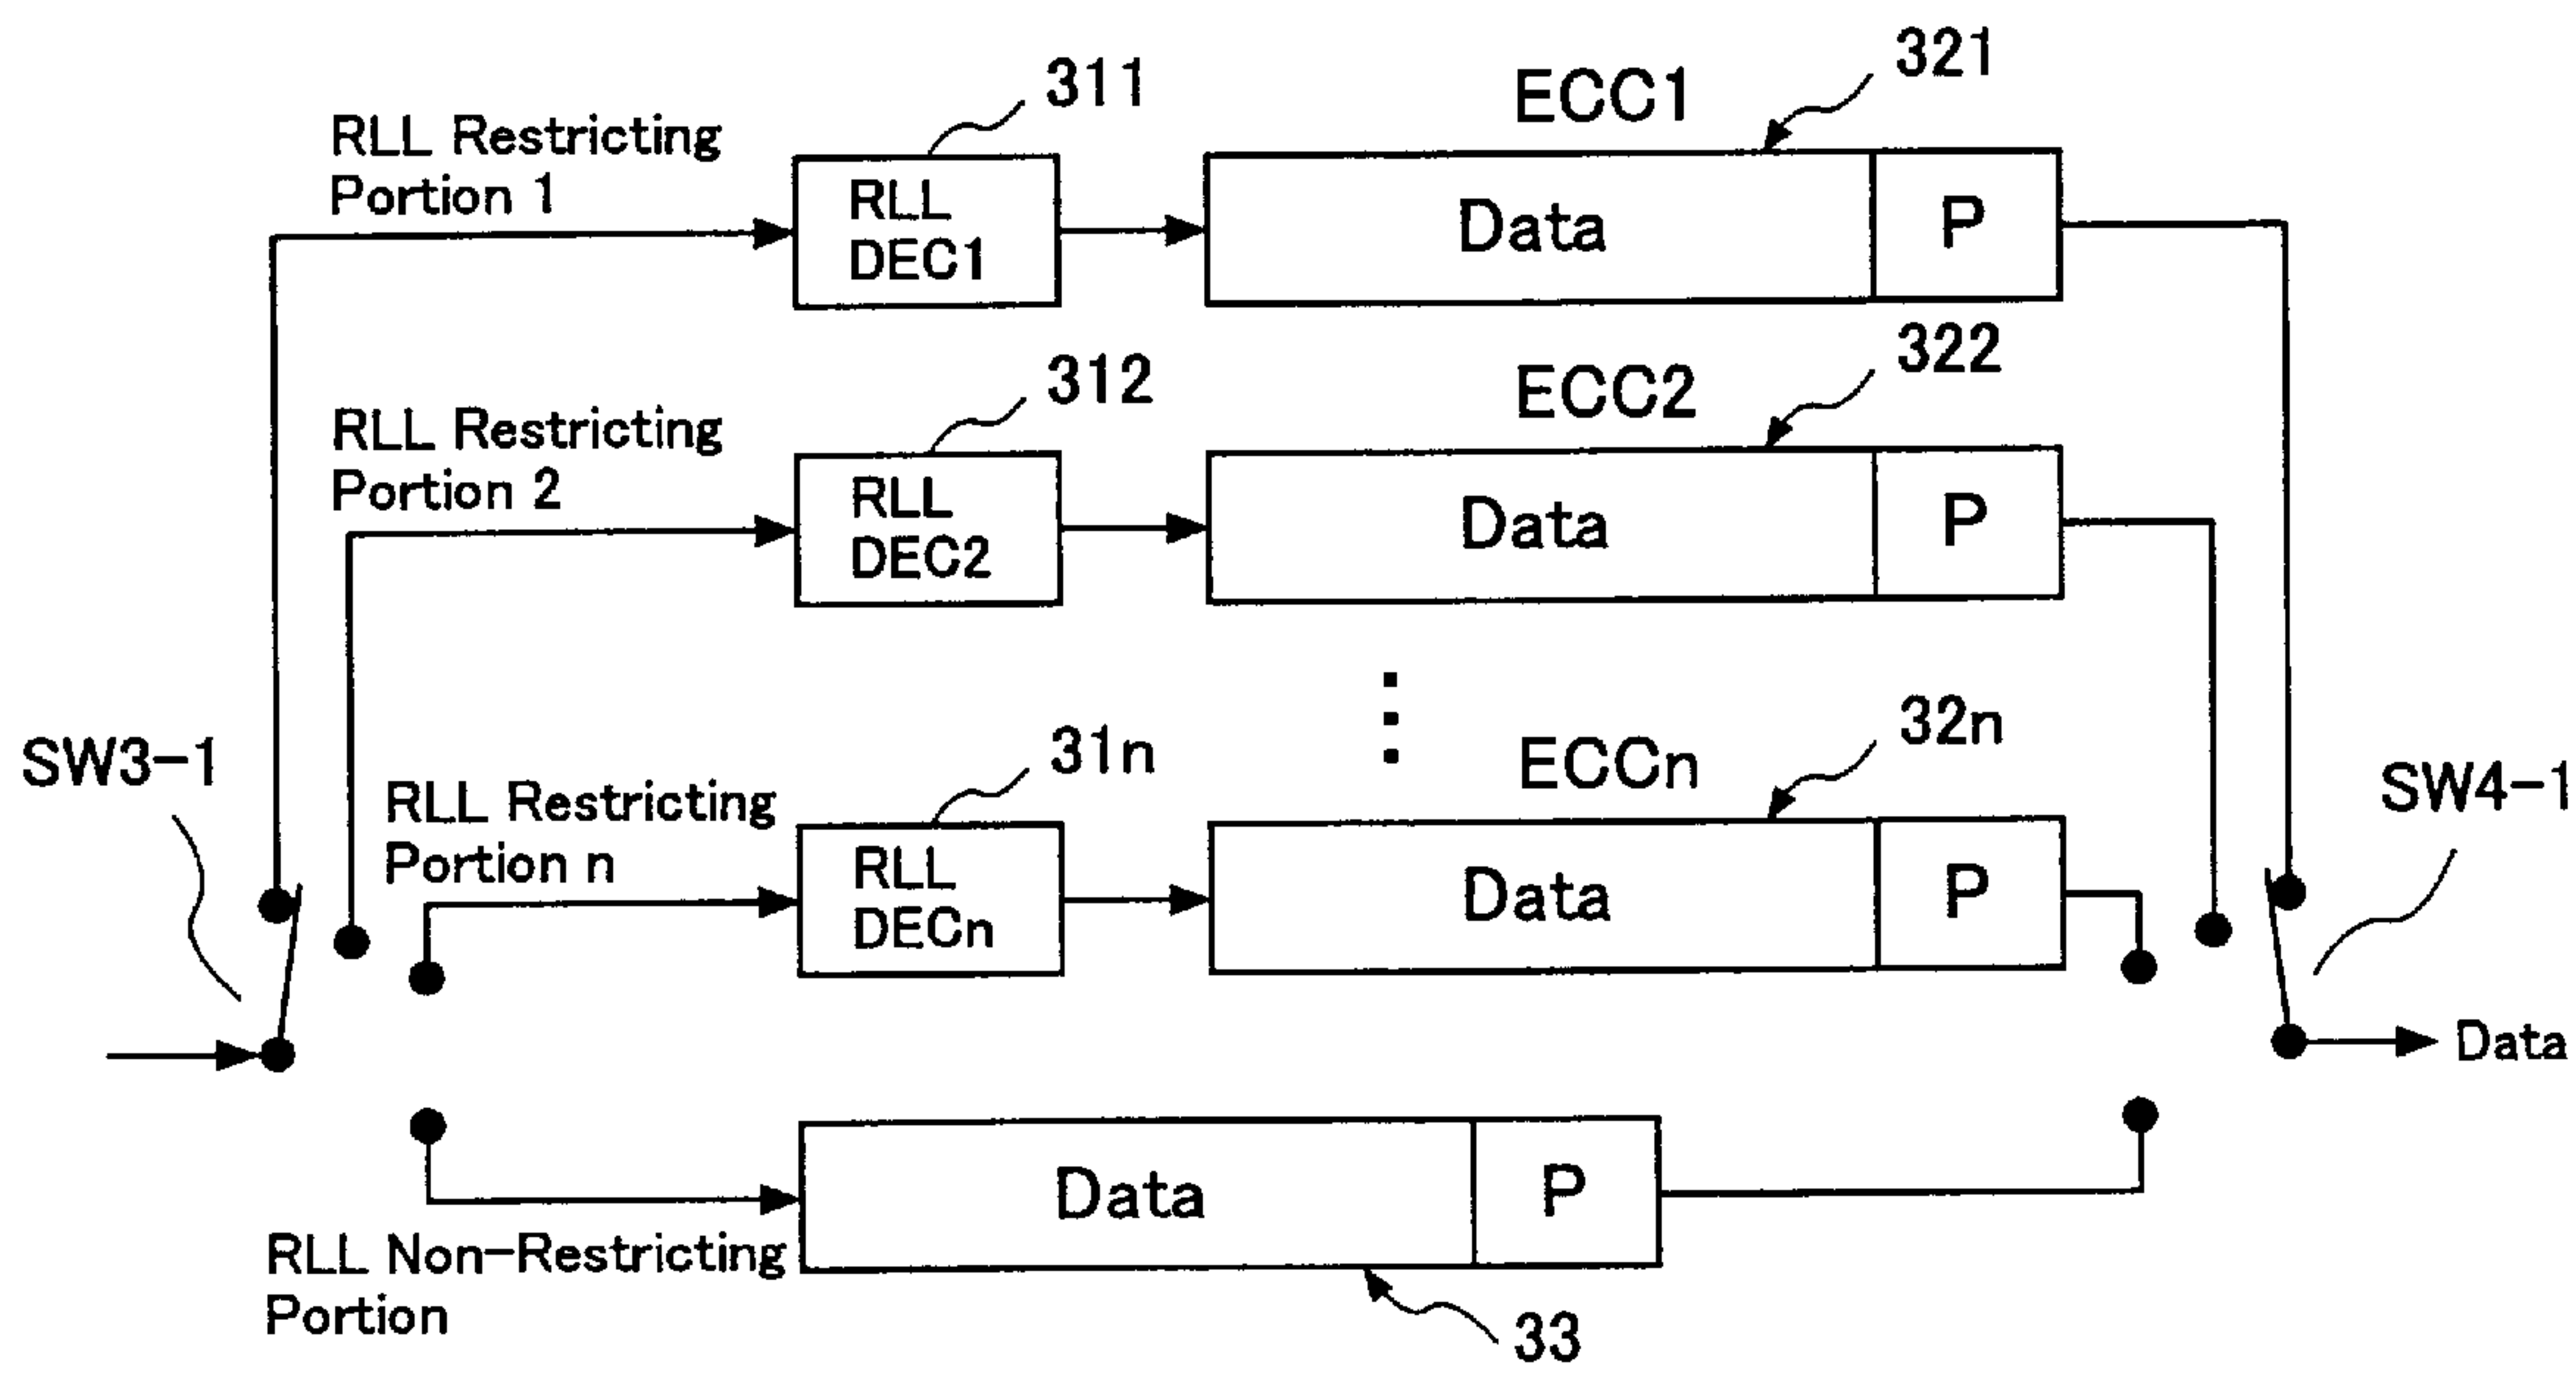 321
ECC1
311
RLL Restricting
Portion 1
RLL
DEC1
Data
P
322
ECC2
312
RLL Restricting
Portion 2
RLL
DEC2
Data
P
32n
ECCn
31n
SW3-1
SW4-1
RLL Restricting
Portion n
RLL
DECn
Data
P
Data
Data
P
RLL Non-Restricting
Portion
33